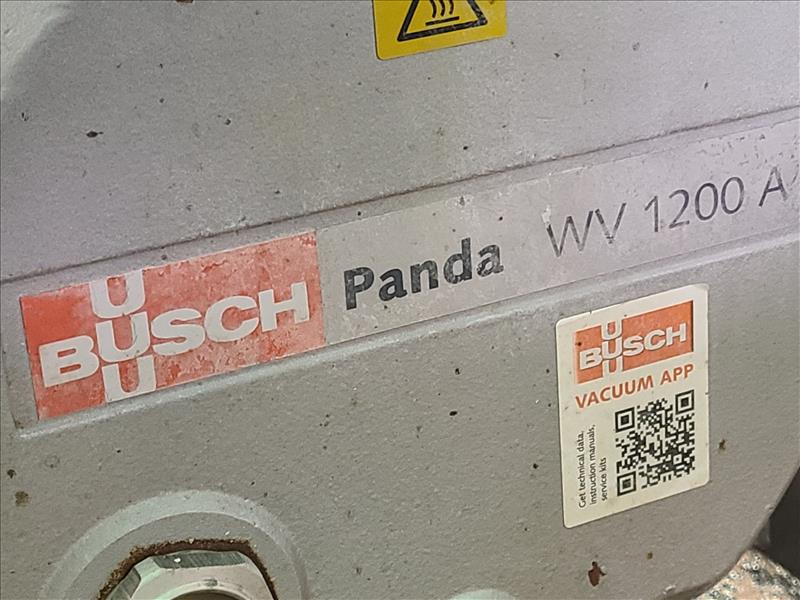 BUSCH
Panda WV 1200 A
BUSCH
VACUUM APP
Get technical data,
instruction manuals,
service kits